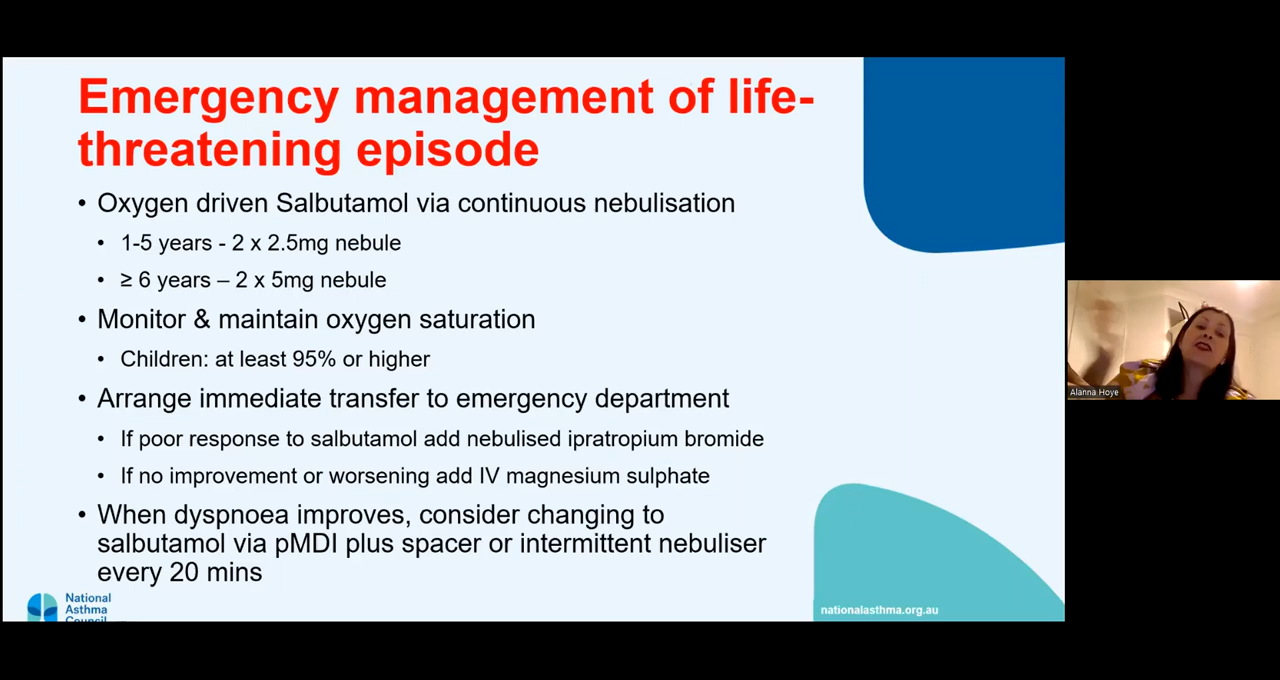 Emergency management of life-
threatening episode
• Oxygen driven Salbutamol via continuous nebulisation
• 1-5 years - 2 x 2.5mg nebule
• ≥ 6 years – 2 x 5mg nebule
• Monitor & maintain oxygen saturation
• Children: at least 95% or higher
• Arrange immediate transfer to emergency department
• If poor response to salbutamol add nebulised ipratropium bromide
• If no improvement or worsening add IV magnesium sulphate
• When dyspnoea improves, consider changing to
salbutamol via pMDI plus spacer or intermittent nebuliser
every 20 mins
National
Asthma
Council
nationalasthma.org.au
Alanna Hoye